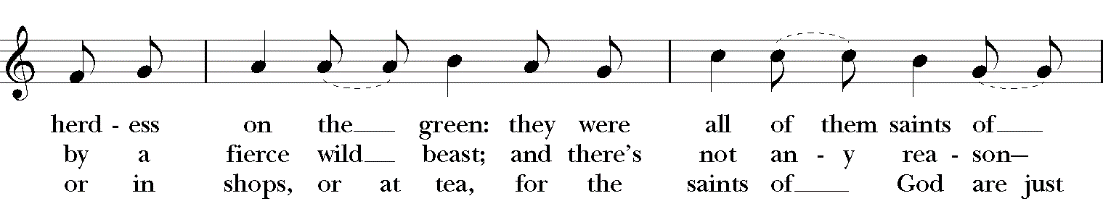 herd - ess on the green: they were all of them saints of
by a fierce wild beast; and there's not an - y rea - son—
or in shops, or at tea, for the saints of God are just